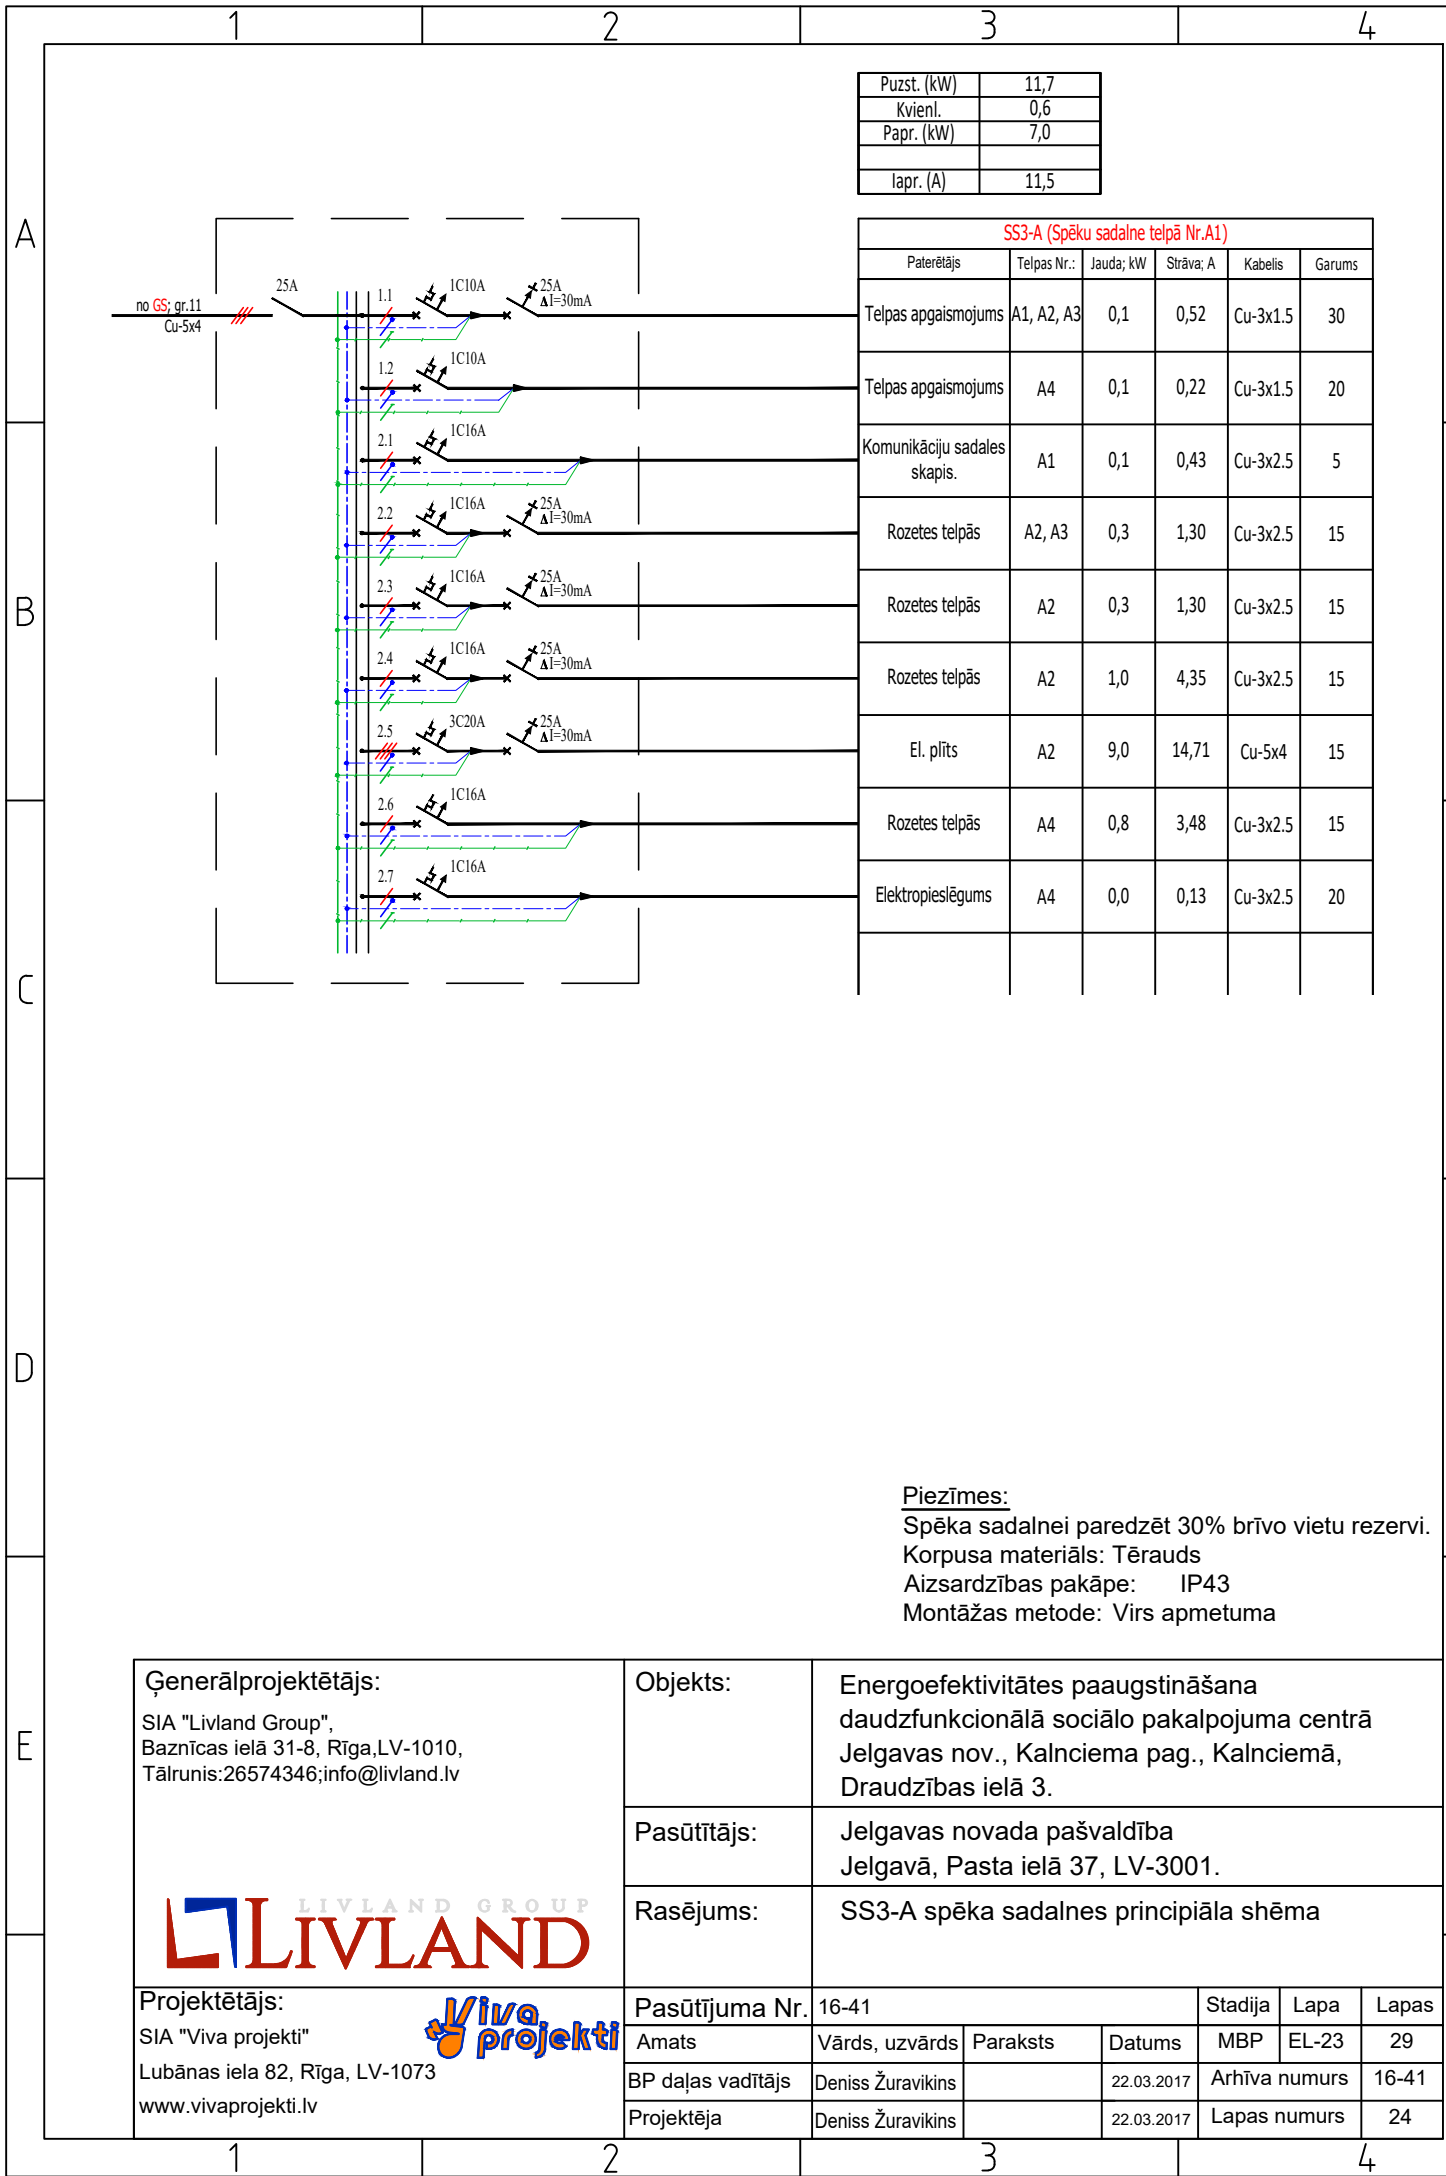 1 2 3 4
Puzst. (kW) 11,7
Kvienl. 0,6
Papr. (kW) 7,0
Iapr. (A) 11,5
A
SS3-A (Spēku sadalne telpā Nr.A1)
Paterētājs Telpas Nr.: Jauda; kW Strāva; A Kabelis Garums
no GS; gr.11
Cu-5x4
25A
1.1 1C10A 25A
ΔI=30mA
Telpas apgaismojums A1, A2, A3 0,1 0,52 Cu-3x1.5 30
1.2 1C10A
Telpas apgaismojums A4 0,1 0,22 Cu-3x1.5 20
2.1 1C16A
Komunikāciju sadales
skapis.
A1 0,1 0,43 Cu-3x2.5 5
2.2 1C16A 25A
ΔI=30mA
Rozetes telpās A2, A3 0,3 1,30 Cu-3x2.5 15
B
2.3 1C16A 25A
ΔI=30mA
Rozetes telpās A2 0,3 1,30 Cu-3x2.5 15
2.4 1C16A 25A
ΔI=30mA
Rozetes telpās A2 1,0 4,35 Cu-3x2.5 15
2.5 3C20A 25A
ΔI=30mA
El. plīts A2 9,0 14,71 Cu-5x4 15
2.6 1C16A
Rozetes telpās A4 0,8 3,48 Cu-3x2.5 15
2.7 1C16A
Elektropieslēgums A4 0,0 0,13 Cu-3x2.5 20
C
D
Piezīmes:
Spēka sadalnei paredzēt 30% brīvo vietu rezervi.
Korpusa materiāls: Tērauds
Aizsardzības pakāpe: IP43
Montāžas metode: Virs apmetuma
E
Ģenerālprojektētājs:
SIA "Livland Group",
Baznīcas ielā 31-8, Rīga,LV-1010,
Tālrunis:26574346;info@livland.lv
LIVLAND GROUP
LIVLAND
Objekts:
Energoefektivitātes paaugstināšana
daudzfunkcionālā sociālo pakalpojuma centrā
Jelgavas nov., Kalnciema pag., Kalnciemā,
Draudzības ielā 3.
Pasūtītājs:
Jelgavas novada pašvaldība
Jelgavā, Pasta ielā 37, LV-3001.
Rasējums: SS3-A spēka sadalnes principiāla shēma
Projektētājs:
SIA "Viva projekti"
Lubānas iela 82, Rīga, LV-1073
www.vivaprojekti.lv
Viva
projekti
Pasūtījuma Nr. 16-41 Stadija Lapa Lapas
Amats Vārds, uzvārds Paraksts Datums MBP EL-23 29
BP daļas vadītājs Deniss Žuravikins 22.03.2017 Arhīva numurs 16-41
Projektēja Deniss Žuravikins 22.03.2017 Lapas numurs 24
1 2 3 4